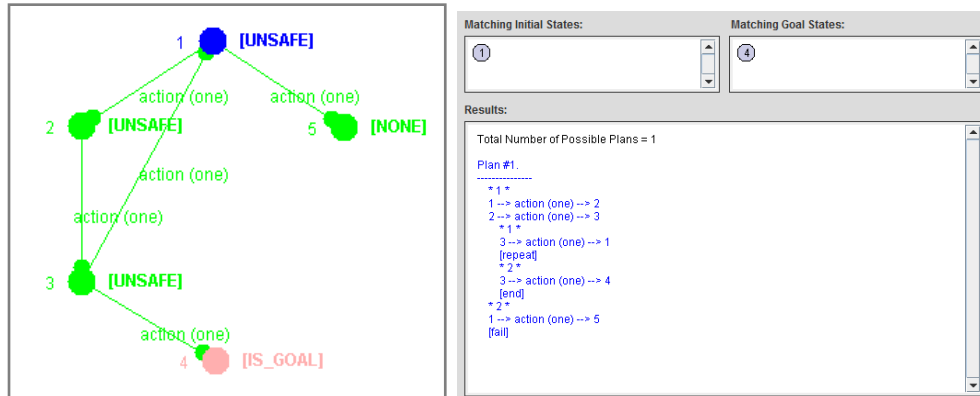 1 [UNSAFE]
action (one) action (one)
2 [UNSAFE] 5 [NONE]
action (one)
action (one)
3 [UNSAFE]
action (one)
4 [IS_GOAL]
Matching Initial States:
1
Matching Goal States:
4
Results:
Total Number of Possible Plans = 1
Plan #1.
---------------
* 1 *
1 --> action (one) --> 2
2 --> action (one) --> 3
* 1 *
3 --> action (one) --> 1
[repeat]
* 2 *
3 --> action (one) --> 4
[end]
* 2 *
1 --> action (one) --> 5
[fail]